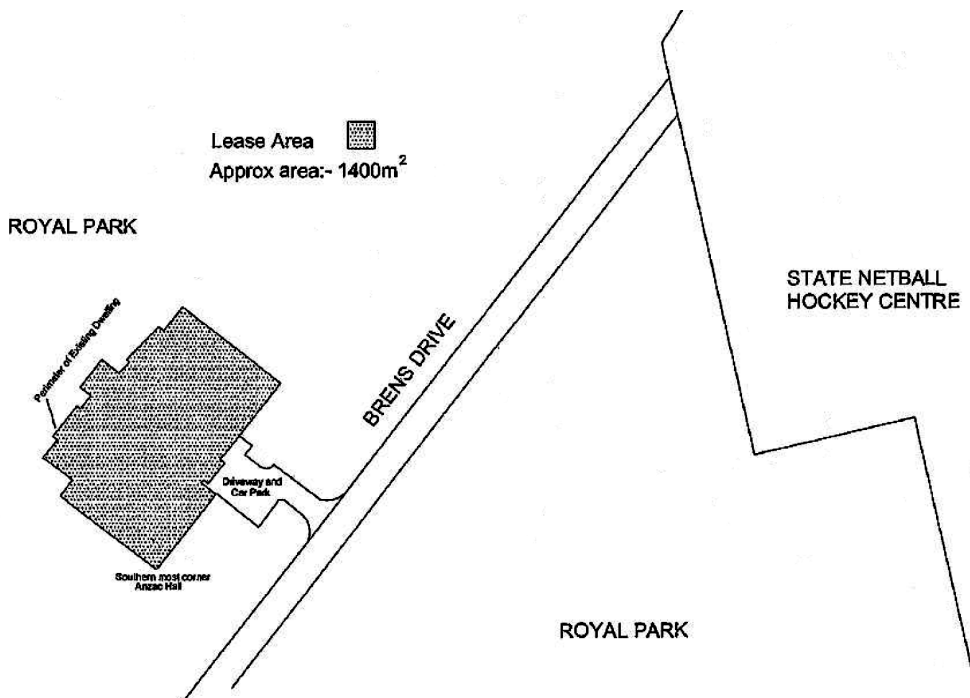 Lease Area
Approx area:- 1400m²
ROYAL PARK
STATE NETBALL
HOCKEY CENTRE
Perimeter of Existing Dwelling
BRENS DRIVE
Driveway and
Car Park
Southern most corner
Anzac Hall
ROYAL PARK